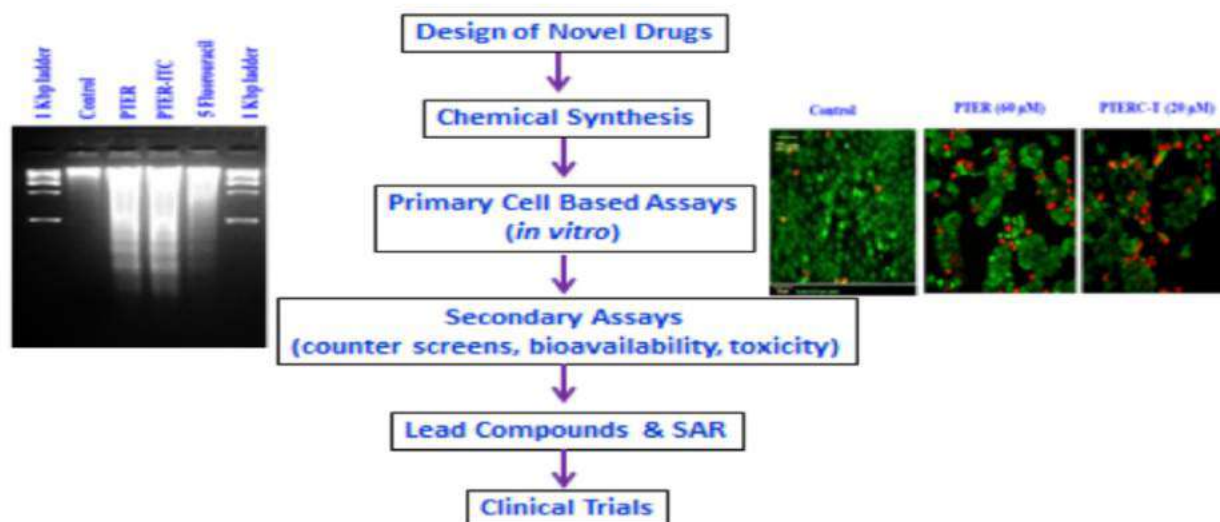 1 Kbp ladder
Control
PTER
PTER-ITC
5 Fluorouracil
1 Kbp ladder
Design of Novel Drugs
Chemical Synthesis
Primary Cell Based Assays
(in vitro)
Secondary Assays
(counter screens, bioavailability, toxicity)
Lead Compounds & SAR
Clinical Trials
Control
PTER (60 µM)
PTERC-T (20 µM)